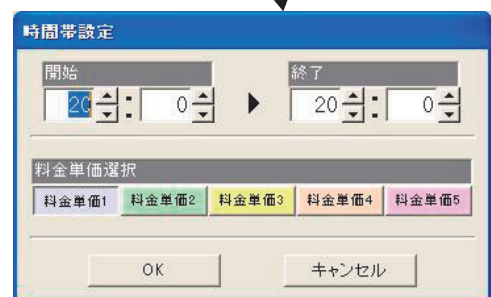 時間帯設定
開始 終了
20 : 0 ▶ 20 : 0
料金単価選択
料金単価1 料金単価2 料金単価3 料金単価4 料金単価5
OK キャンセル